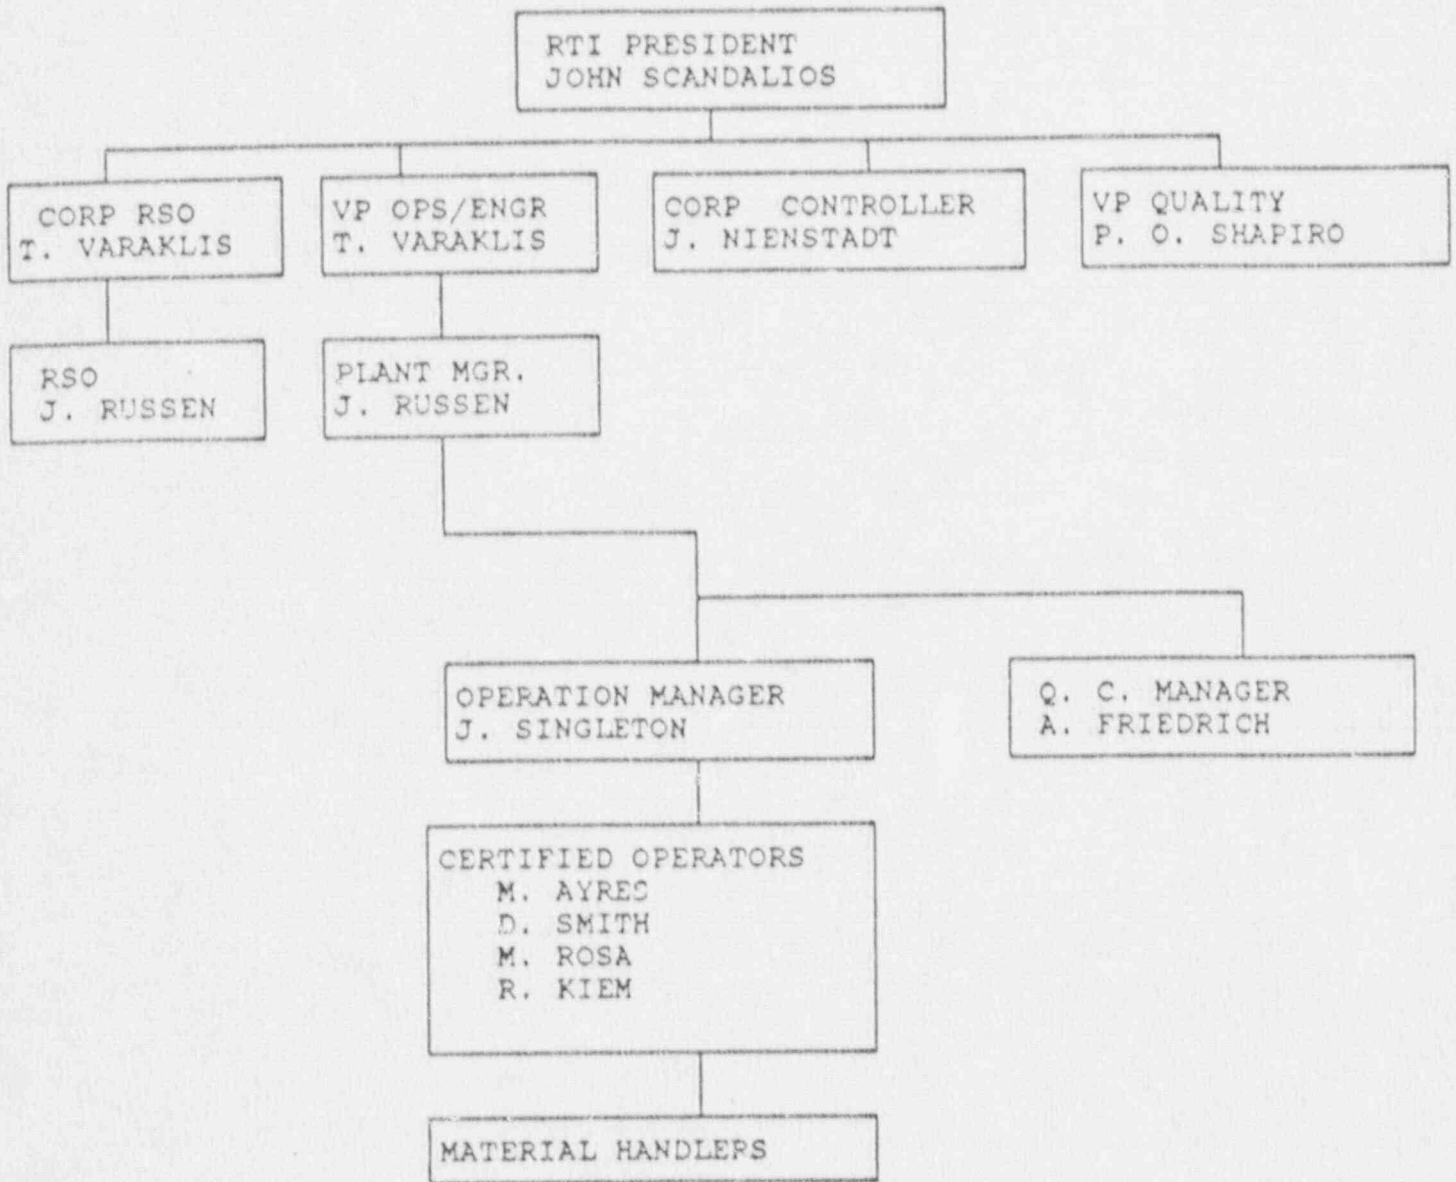 RTI PRESIDENT
JOHN SCANDALIOS
CORP RSO
T. VARAKLIS
VP OPS/ENGR
T. VARAKLIS
CORP CONTROLLER
J. NIENSTADT
VP QUALITY
P. O. SHAPIRO
RSO
J. RUSSEN
PLANT MGR.
J. RUSSEN
OPERATION MANAGER
J. SINGLETON
Q. C. MANAGER
A. FRIEDRICH
CERTIFIED OPERATORS
M. AYRES
D. SMITH
M. ROSA
R. KIEM
MATERIAL HANDLERS